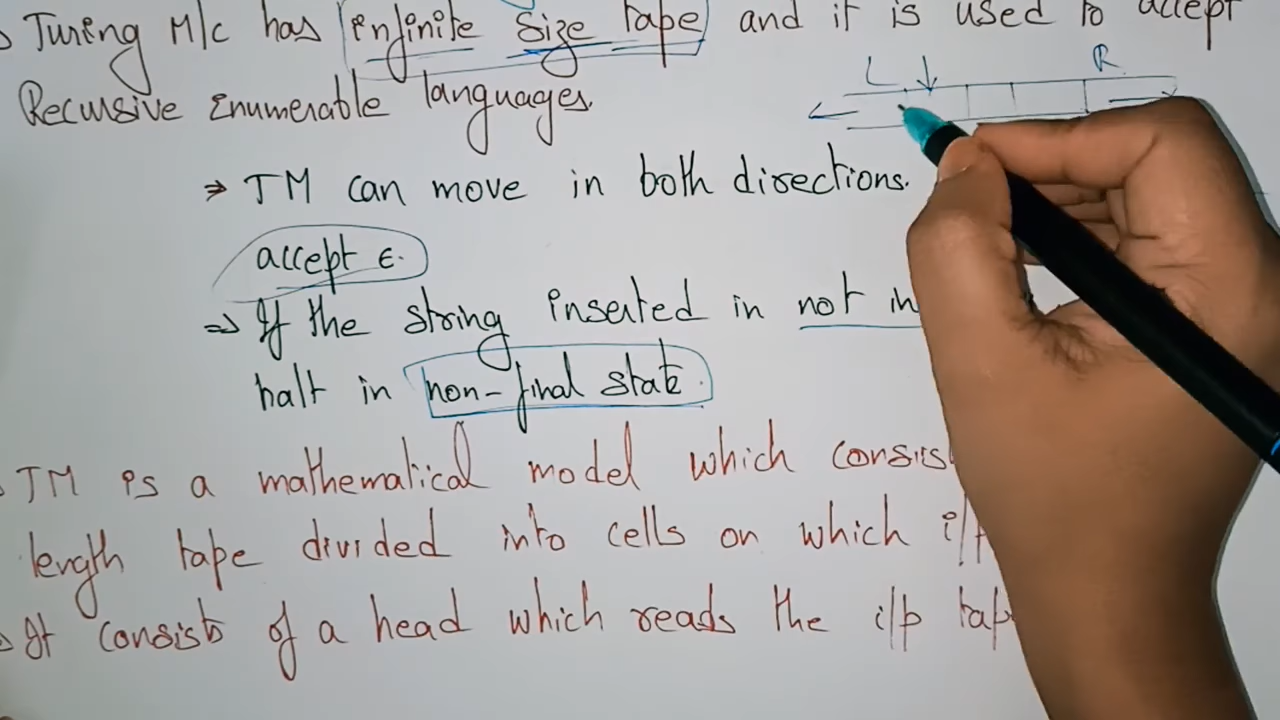 Turing M/c has infinite size tape and it is used to accept
Recursive Enumerable languages.
L R
⇒ TM can move in both directions.
accept ϵ.
⇒ If the string inserted in not in
halt in non-final state.
TM is a mathematical model which consists
length tape divided into cells on which i/p
It consists of a head which reads the i/p tape